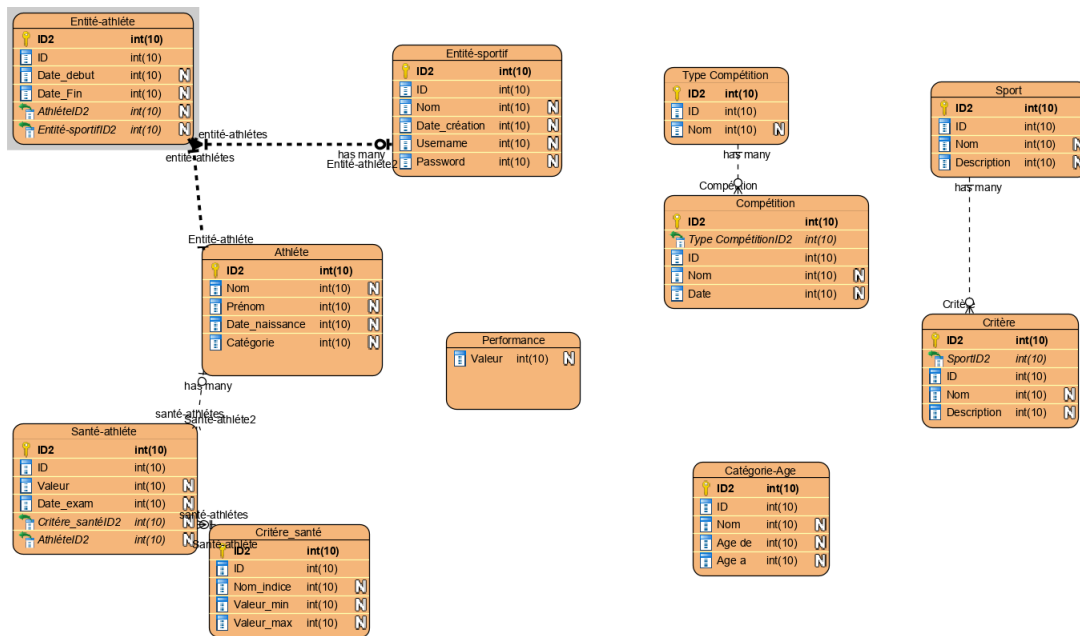 Entité-athléte
ID2 int(10)
ID int(10)
Date_debut int(10) N
Date_Fin int(10) N
AthléteID2 int(10) N
Entité-sportifID2 int(10) N
entité-athlétes
entité-athlétes
has many
Entité-athléte2
Entité-sportif
ID2 int(10)
ID int(10)
Nom int(10) N
Date_création int(10) N
Username int(10) N
Password int(10) N
Type Compétition
ID2 int(10)
ID int(10)
Nom int(10) N
has many
Compétition
Compétition
ID2 int(10)
Type CompétitionID2 int(10)
ID int(10)
Nom int(10) N
Date int(10) N
Sport
ID2 int(10)
ID int(10)
Nom int(10) N
Description int(10) N
has many
Critère
Critère
ID2 int(10)
SportID2 int(10)
ID int(10)
Nom int(10) N
Description int(10) N
Entité-athléte
Athléte
ID2 int(10)
Nom int(10) N
Prénom int(10) N
Date_naissance int(10) N
Catégorie int(10) N
has many
santé-athlétes
Santé-athléte2
Performance
Valeur int(10) N
Santé-athléte
ID2 int(10)
ID int(10)
Valeur int(10) N
Date_exam int(10) N
Critére_santéID2 int(10) N
AthléteID2 int(10) N
santé-athlétes
Santé-athléte
Critére_santé
ID2 int(10)
ID int(10)
Nom_indice int(10) N
Valeur_min int(10) N
Valeur_max int(10) N
Catégorie-Age
ID2 int(10)
ID int(10)
Nom int(10) N
Age de int(10) N
Age a int(10) N